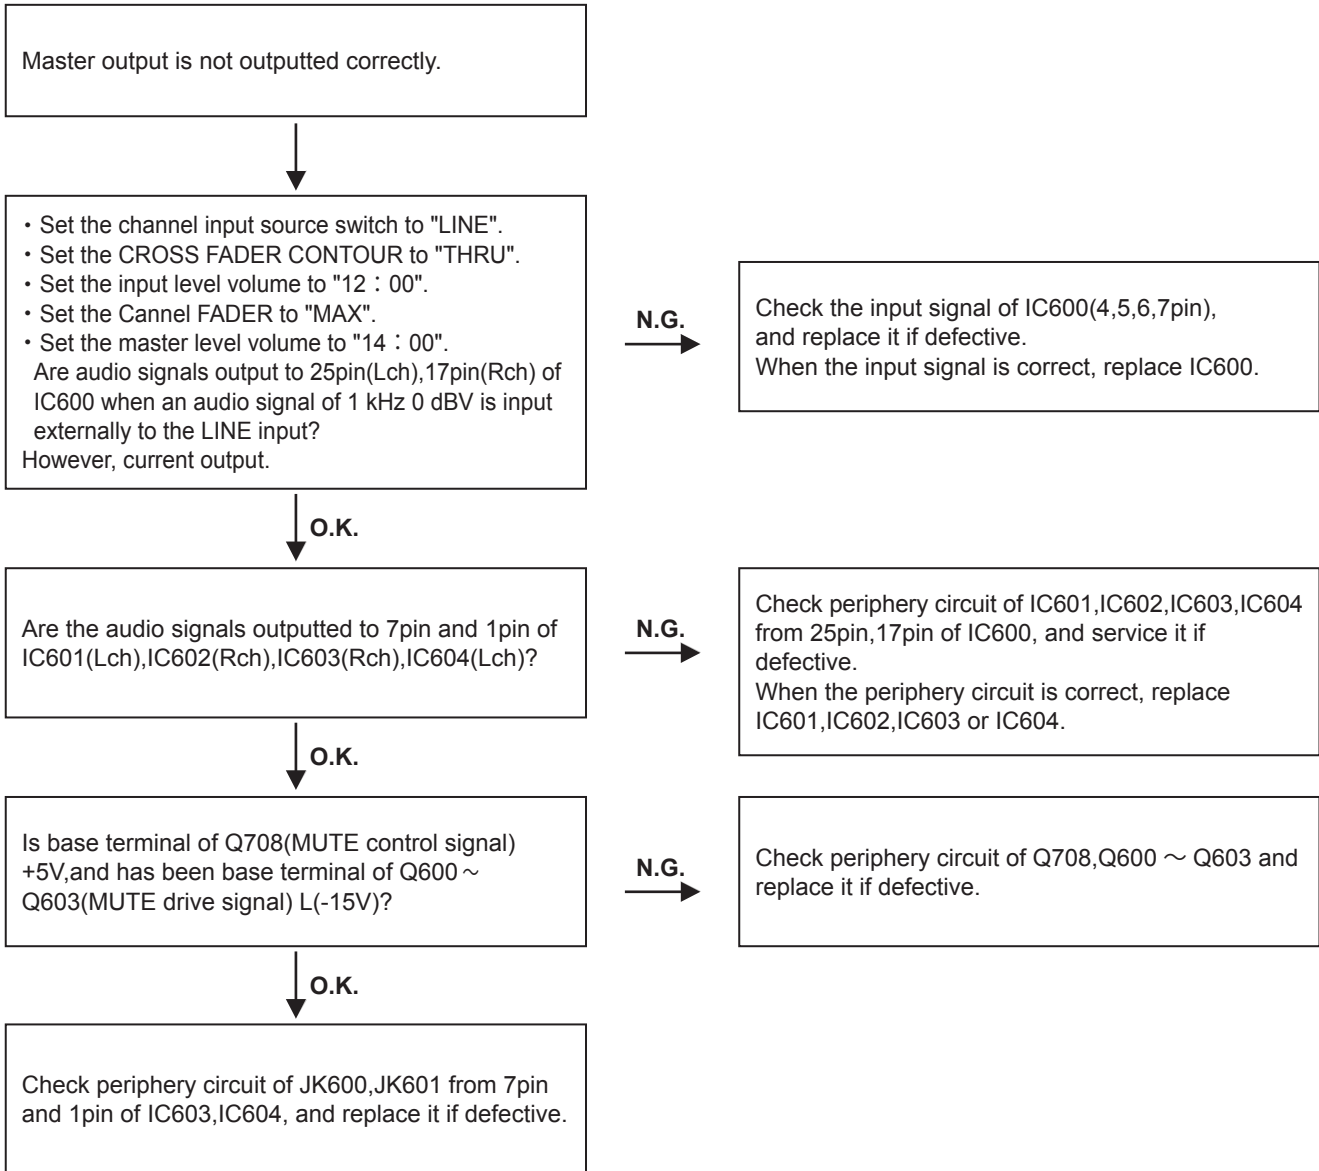 Master output is not outputted correctly.
・Set the channel input source switch to "LINE".
・Set the CROSS FADER CONTOUR to "THRU".
・Set the input level volume to "12：00".
・Set the Cannel FADER to "MAX".
・Set the master level volume to "14：00".
Are audio signals output to 25pin(Lch),17pin(Rch) of
IC600 when an audio signal of 1 kHz 0 dBV is input
externally to the LINE input?
However, current output.
N.G.
Check the input signal of IC600(4,5,6,7pin),
and replace it if defective.
When the input signal is correct, replace IC600.
O.K.
Are the audio signals outputted to 7pin and 1pin of
IC601(Lch),IC602(Rch),IC603(Rch),IC604(Lch)?
N.G.
Check periphery circuit of IC601,IC602,IC603,IC604
from 25pin,17pin of IC600, and service it if
defective.
When the periphery circuit is correct, replace
IC601,IC602,IC603 or IC604.
O.K.
Is base terminal of Q708(MUTE control signal)
+5V,and has been base terminal of Q600～
Q603(MUTE drive signal) L(-15V)?
N.G.
Check periphery circuit of Q708,Q600 ～ Q603 and
replace it if defective.
O.K.
Check periphery circuit of JK600,JK601 from 7pin
and 1pin of IC603,IC604, and replace it if defective.